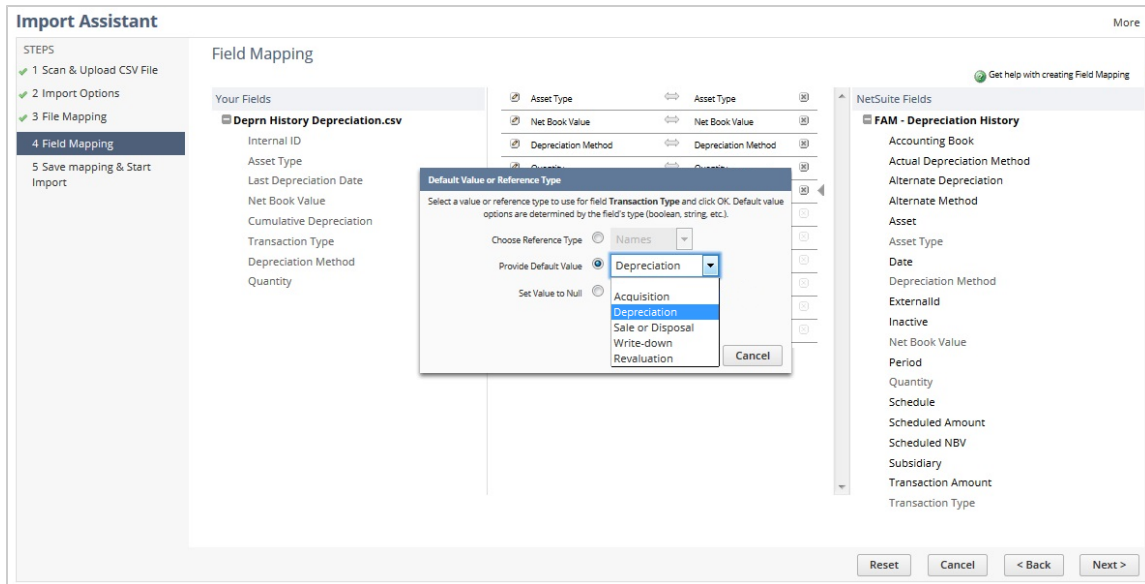 Import Assistant
More
STEPS
1 Scan & Upload CSV File
2 Import Options
3 File Mapping
4 Field Mapping
5 Save mapping & Start
Import
Field Mapping
Get help with creating Field Mapping
Your Fields
Deprn History Depreciation.csv
Internal ID
Asset Type
Last Depreciation Date
Net Book Value
Cumulative Depreciation
Transaction Type
Depreciation Method
Quantity
Asset Type Asset Type
Net Book Value Net Book Value
Depreciation Method Depreciation Method
Quantity Quantity
Default Value or Reference Type
Select a value or reference type to use for field Transaction Type and click OK. Default value
options are determined by the field's type (boolean, string, etc.).
Choose Reference Type Names
Provide Default Value Depreciation
Set Value to Null
Acquisition
Depreciation
Sale or Disposal
Write-down
Revaluation
Cancel
NetSuite Fields
FAM - Depreciation History
Accounting Book
Actual Depreciation Method
Alternate Depreciation
Alternate Method
Asset
Asset Type
Date
Depreciation Method
ExternalId
Inactive
Net Book Value
Period
Quantity
Schedule
Scheduled Amount
Scheduled NBV
Subsidiary
Transaction Amount
Transaction Type
Reset
Cancel
< Back
Next >